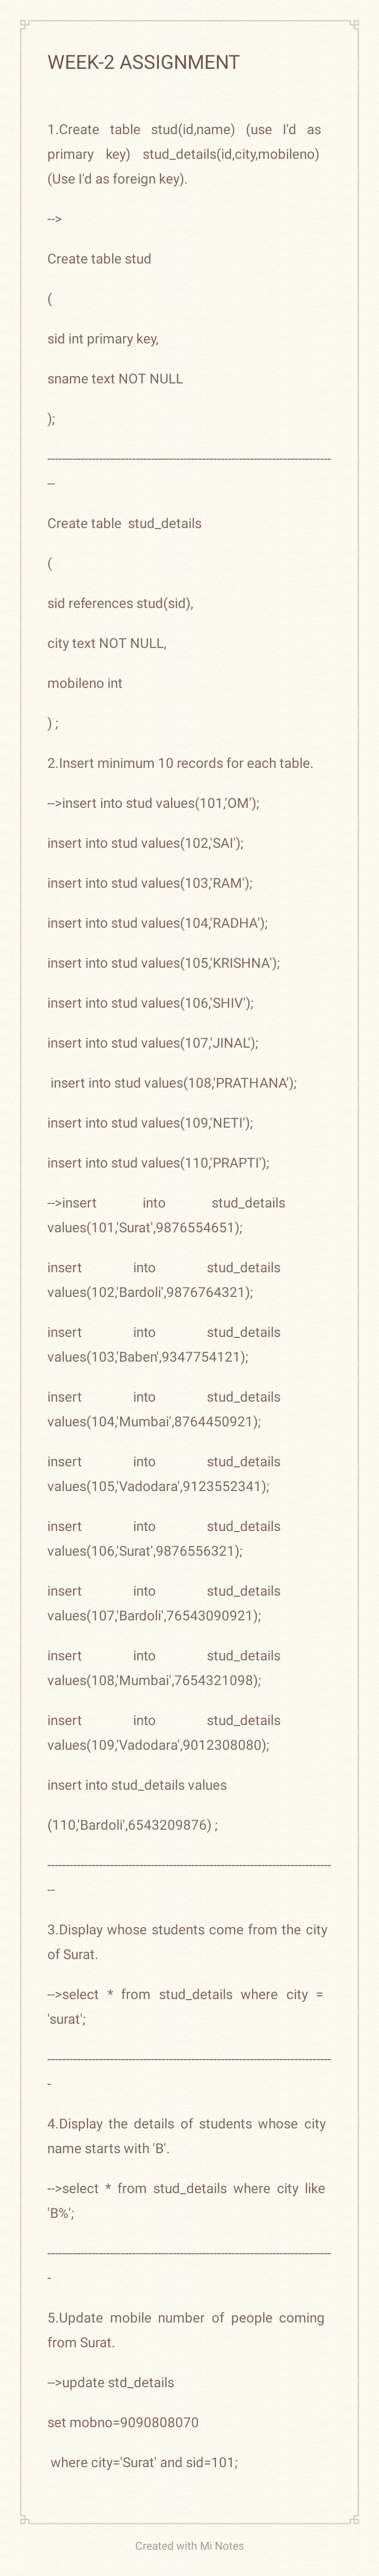 WEEK-2 ASSIGNMENT
1.Create table stud(id,name) (use I'd as
primary key) stud_details(id,city,mobileno)
(Use I'd as foreign key).
-->
Create table stud
(
sid int primary key,
sname text NOT NULL
);
--------------------------------------------------------------------------------
--
Create table  stud_details
(
sid references stud(sid),
city text NOT NULL,
mobileno int
) ;
2.Insert minimum 10 records for each table.
-->insert into stud values(101,'OM');
insert into stud values(102,'SAI');
insert into stud values(103,'RAM');
insert into stud values(104,'RADHA');
insert into stud values(105,'KRISHNA');
insert into stud values(106,'SHIV');
insert into stud values(107,'JINAL');
insert into stud values(108,'PRATHANA');
insert into stud values(109,'NETI');
insert into stud values(110,'PRAPTI');
-->insert into stud_details
values(101,'Surat',9876554651);
insert into stud_details
values(102,'Bardoli',9876764321);
insert into stud_details
values(103,'Baben',9347754121);
insert into stud_details
values(104,'Mumbai',8764450921);
insert into stud_details
values(105,'Vadodara',9123552341);
insert into stud_details
values(106,'Surat',9876556321);
insert into stud_details
values(107,'Bardoli',76543090921);
insert into stud_details
values(108,'Mumbai',7654321098);
insert into stud_details
values(109,'Vadodara',9012308080);
insert into stud_details values
(110,'Bardoli',6543209876) ;
--------------------------------------------------------------------------------
--
3.Display whose students come from the city
of Surat.
-->select * from stud_details where city =
'surat';
--------------------------------------------------------------------------------
-
4.Display the details of students whose city
name starts with 'B'.
-->select * from stud_details where city like
'B%';
--------------------------------------------------------------------------------
-
5.Update mobile number of people coming
from Surat.
-->update std_details
set mobno=9090808070
where city='Surat' and sid=101;
Created with Mi Notes